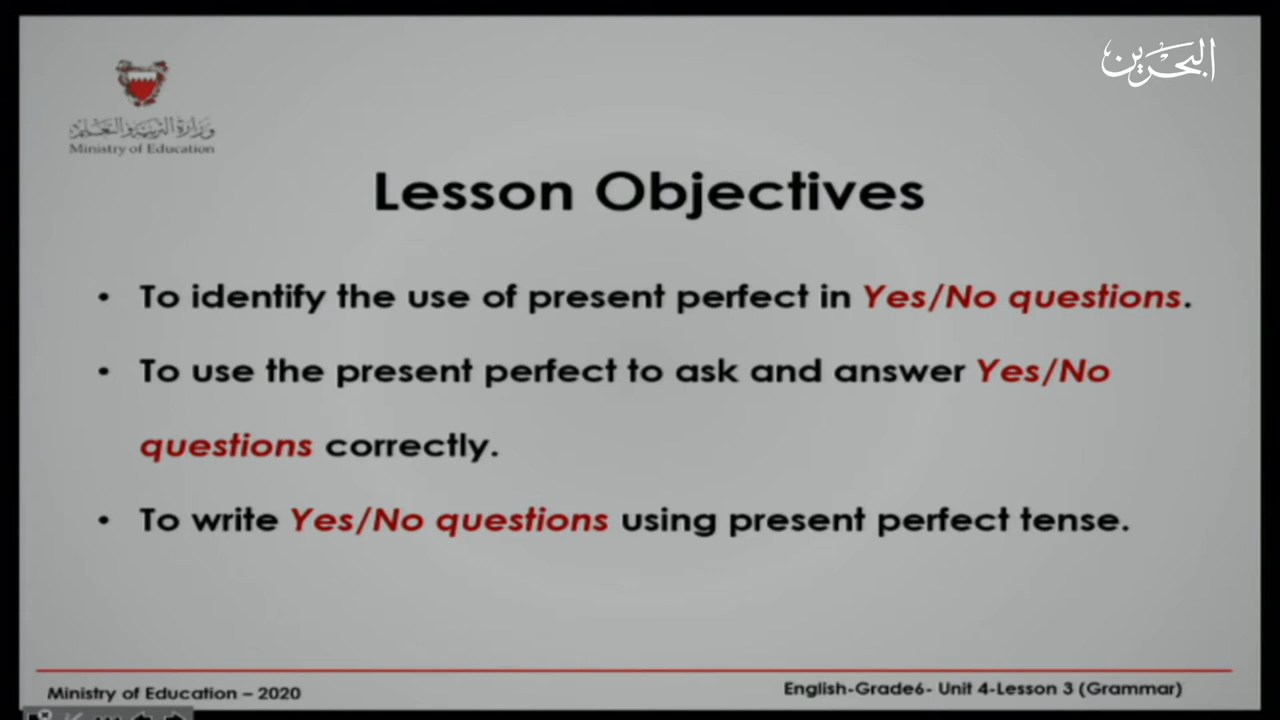 البحرين
وزارة التربية والتعليم
Ministry of Education
Lesson Objectives
• To identify the use of present perfect in Yes/No questions.
• To use the present perfect to ask and answer Yes/No
questions correctly.
• To write Yes/No questions using present perfect tense.
Ministry of Education – 2020
English-Grade6- Unit 4-Lesson 3 (Grammar)